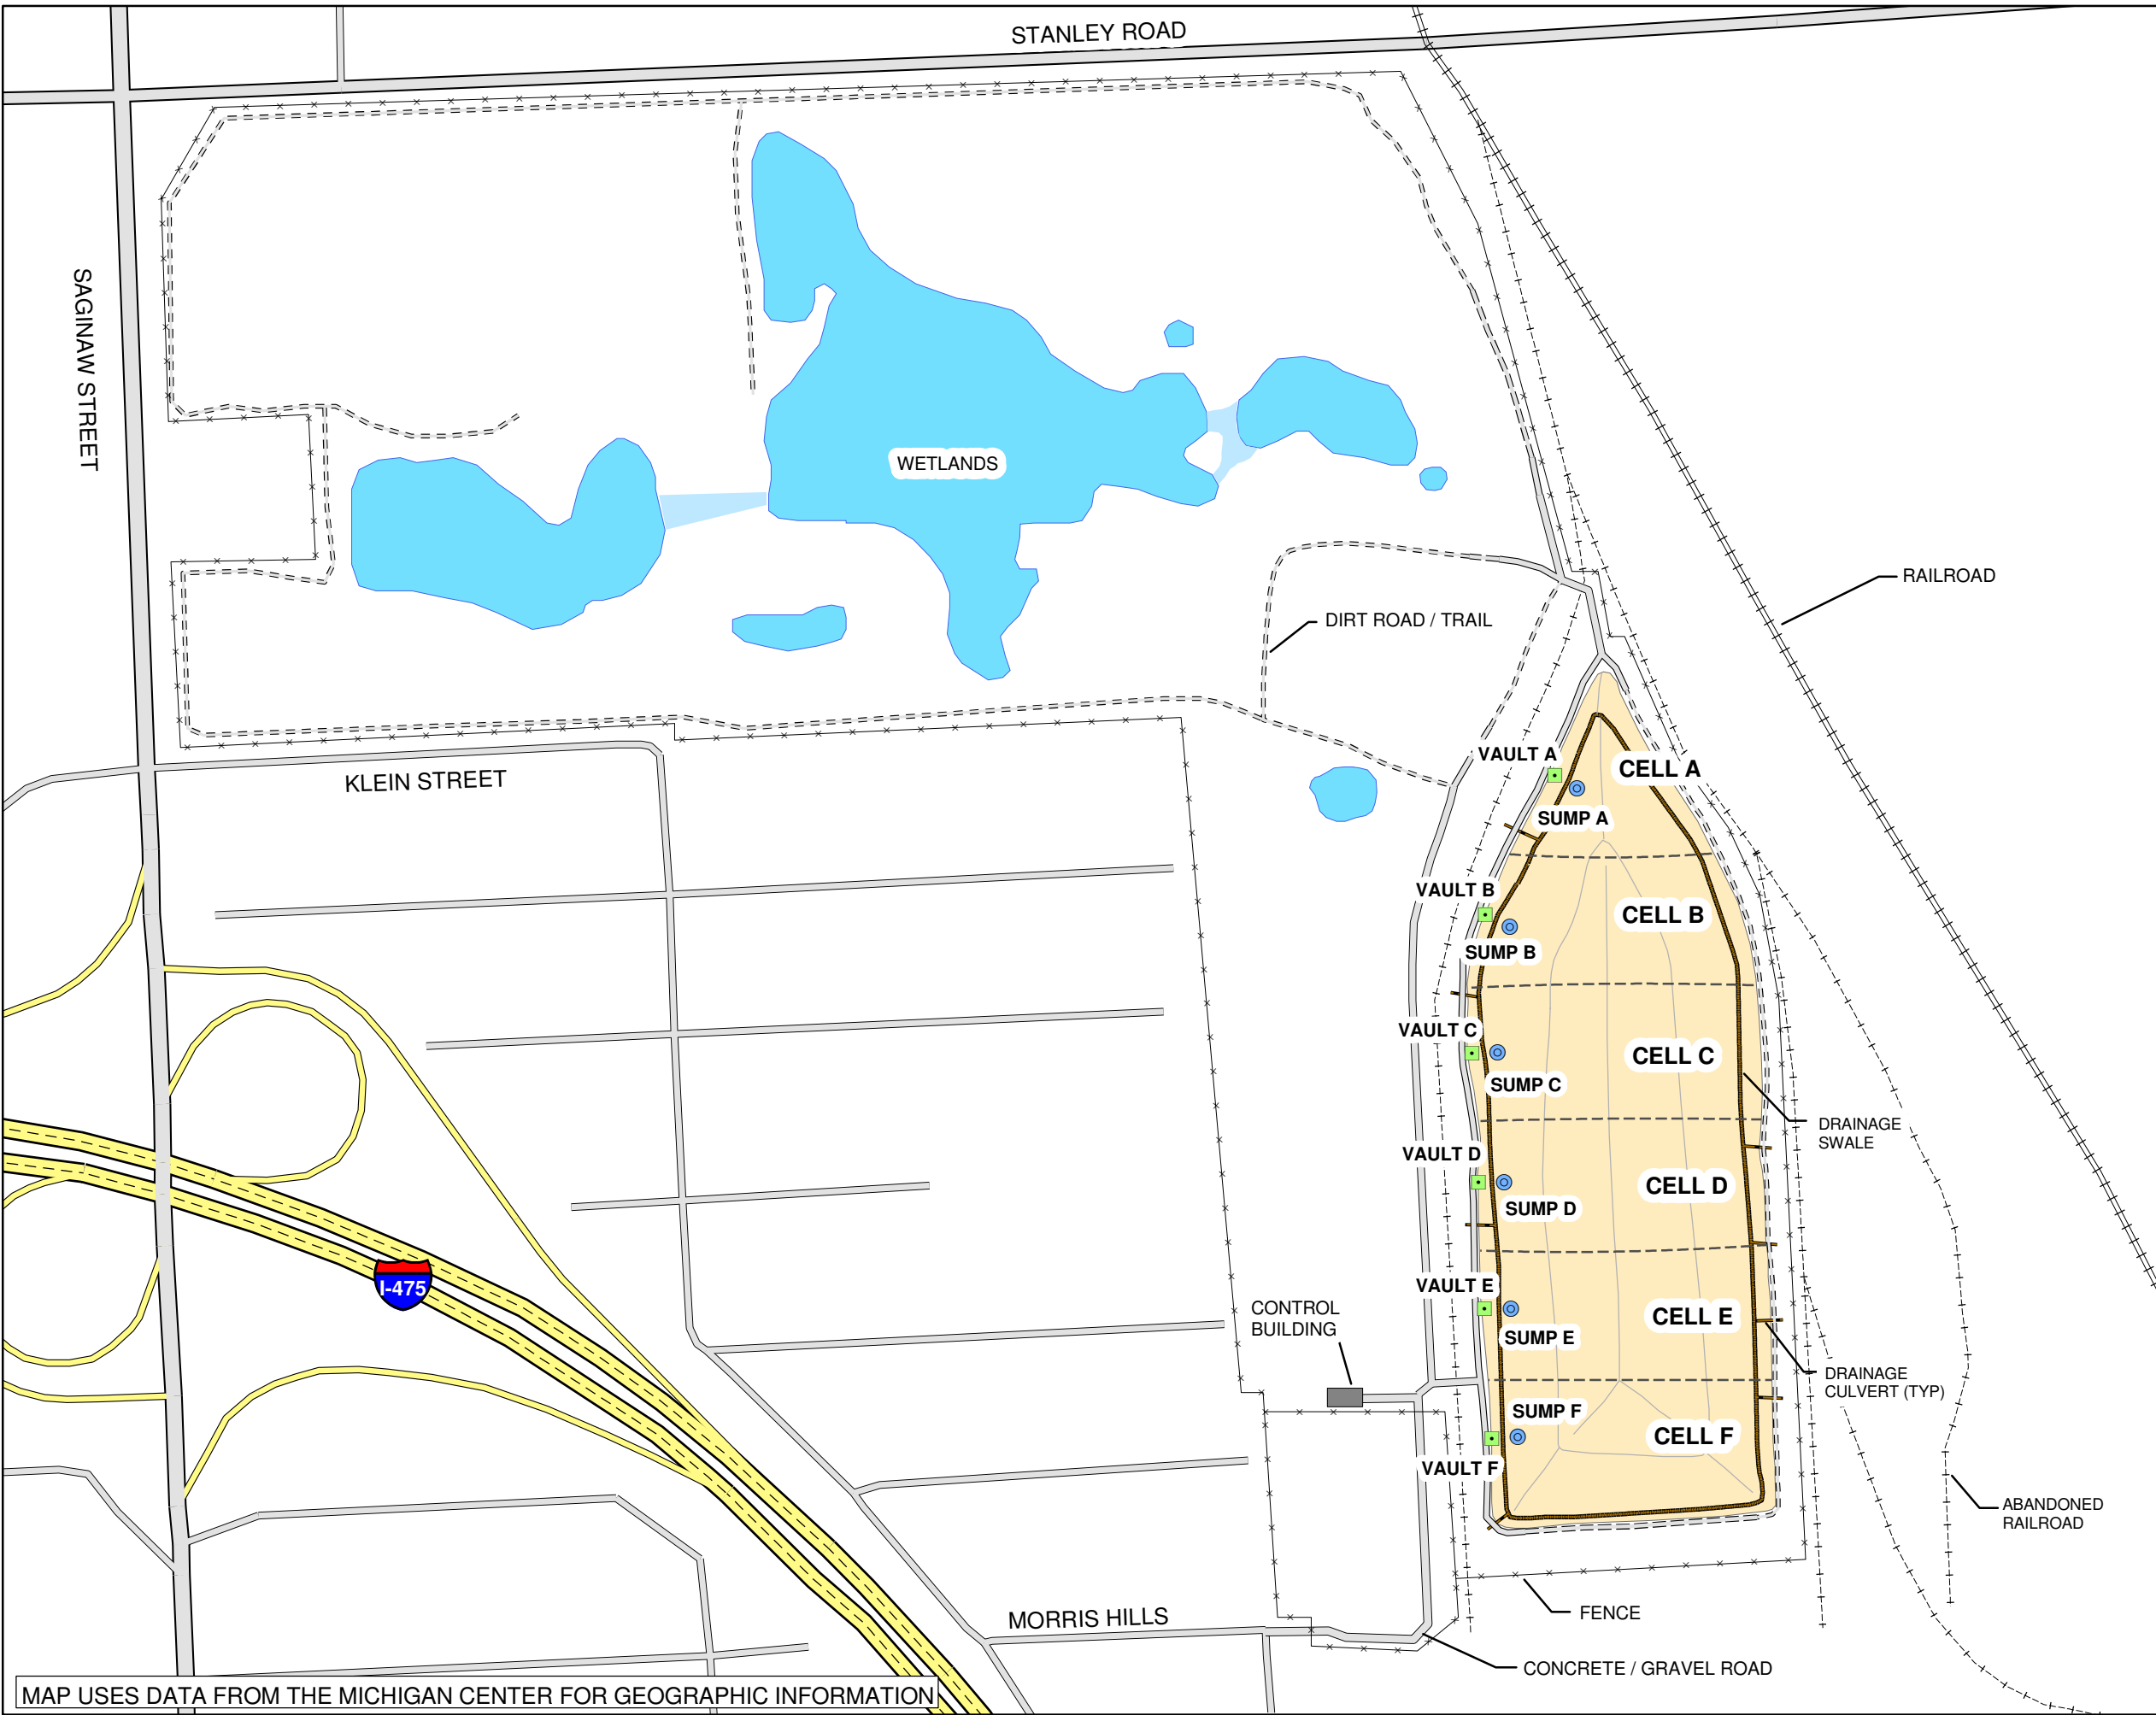 STANLEY ROAD
SAGINAW STREET
WETLANDS
RAILROAD
DIRT ROAD / TRAIL
KLEIN STREET
VAULT A
CELL A
SUMP A
VAULT B
CELL B
SUMP B
VAULT C
CELL C
SUMP C
DRAINAGE
SWALE
VAULT D
CELL D
SUMP D
VAULT E
CELL E
SUMP E
I-475
CONTROL
BUILDING
DRAINAGE
CULVERT (TYP)
SUMP F
CELL F
VAULT F
ABANDONED
RAILROAD
FENCE
MORRIS HILLS
CONCRETE / GRAVEL ROAD
MAP USES DATA FROM THE MICHIGAN CENTER FOR GEOGRAPHIC INFORMATION